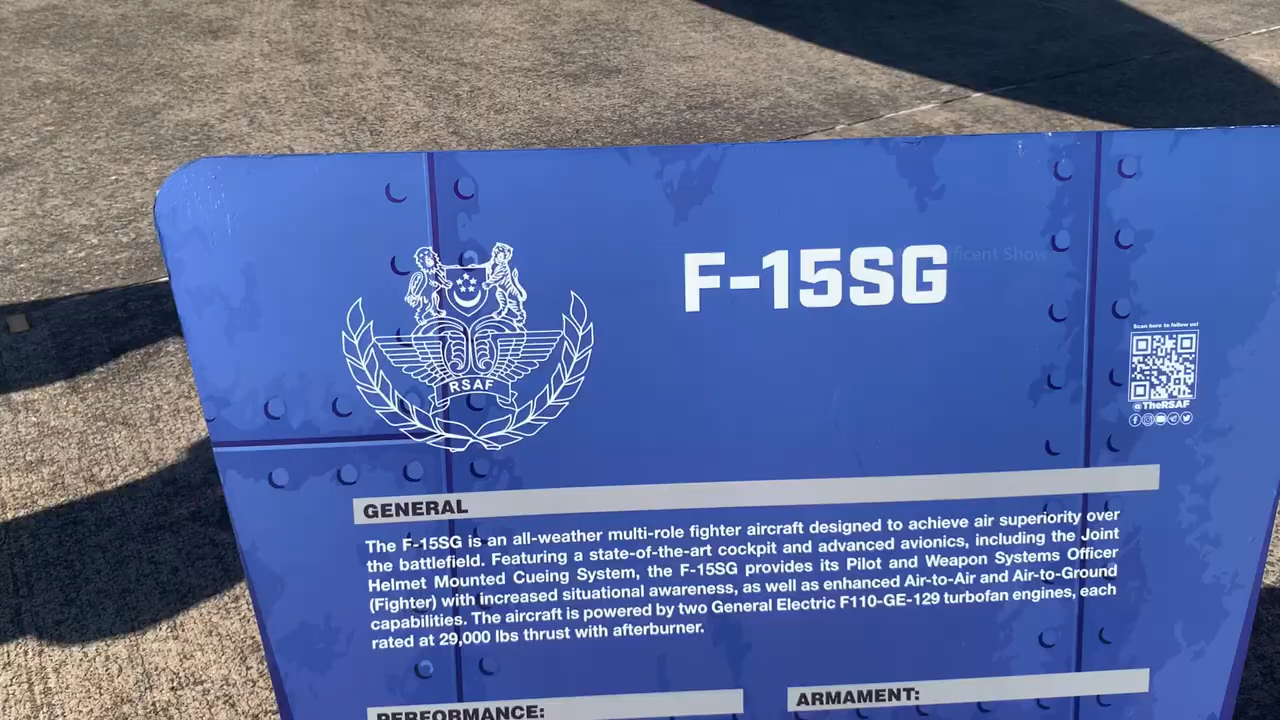 F-15SG
RSAF
Scan here to follow us!
@TheRSAF
GENERAL
The F-15SG is an all-weather multi-role fighter aircraft designed to achieve air superiority over
the battlefield. Featuring a state-of-the-art cockpit and advanced avionics, including the Joint
Helmet Mounted Cueing System, the F-15SG provides its Pilot and Weapon Systems Officer
(Fighter) with increased situational awareness, as well as enhanced Air-to-Air and Air-to-Ground
capabilities. The aircraft is powered by two General Electric F110-GE-129 turbofan engines, each
rated at 29,000 lbs thrust with afterburner.
PERFORMANCE:
ARMAMENT: